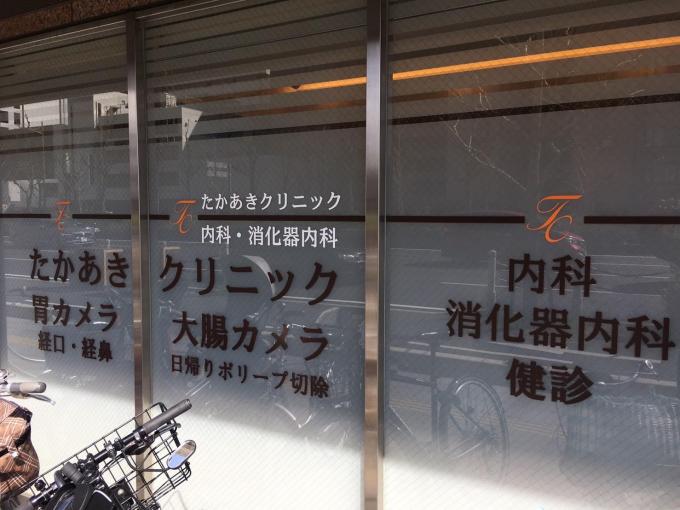 TC
たかあき
胃カメラ
経口・経鼻
TC
たかあきクリニック
内科・消化器内科
クリニック
大腸カメラ
日帰りポリープ切除
TC
内科
消化器内科
健診